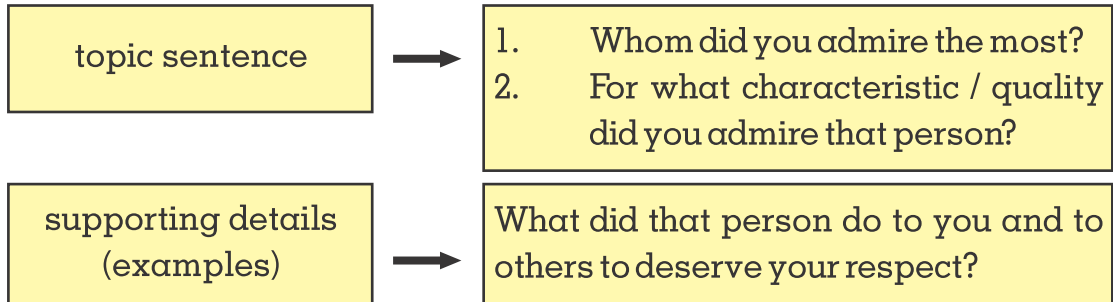 topic sentence
1. Whom did you admire the most?
2. For what characteristic / quality
did you admire that person?
supporting details
(examples)
What did that person do to you and to
others to deserve your respect?